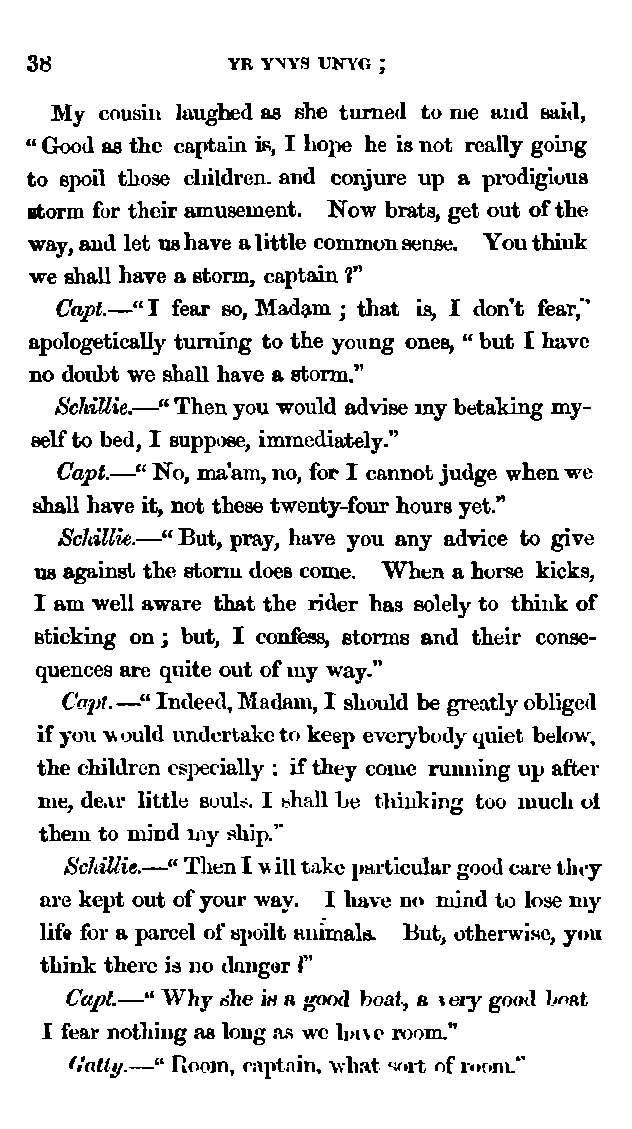 38 YR YNYS UNYG ;
My cousin laughed as she turned to me and said,
“Good as the captain is, I hope he is not really going
to spoil those children. and conjure up a prodigious
storm for their amusement. Now brats, get out of the
way, and let us have a little common sense. You think
we shall have a storm, captain ?”
Capt.—“I fear so, Madam ; that is, I don’t fear,”
apologetically turning to the young ones, “ but I have
no doubt we shall have a storm.”
Schillie.—“ Then you would advise my betaking my-
self to bed, I suppose, immediately.”
Capt.—“ No, ma’am, no, for I cannot judge when we
shall have it, not these twenty-four hours yet.”
Schillie.—“ But, pray, have you any advice to give
us against the storm does come. When a horse kicks,
I am well aware that the rider has solely to think of
sticking on ; but, I confess, storms and their conse-
quences are quite out of my way.”
Capt.—“ Indeed, Madam, I should be greatly obliged
if you would undertake to keep everybody quiet below,
the children especially : if they come running up after
me, dear little souls, I shall be thinking too much of
them to mind my ship.”
Schillie.—“ Then I will take particular good care they
are kept out of your way. I have no mind to lose my
life for a parcel of spoilt animals. But, otherwise, you
think there is no danger ?”
Capt.—“ Why she is a good boat, a very good boat
I fear nothing as long as we have room.”
Gatty.—“ Room, captain, what sort of room.”